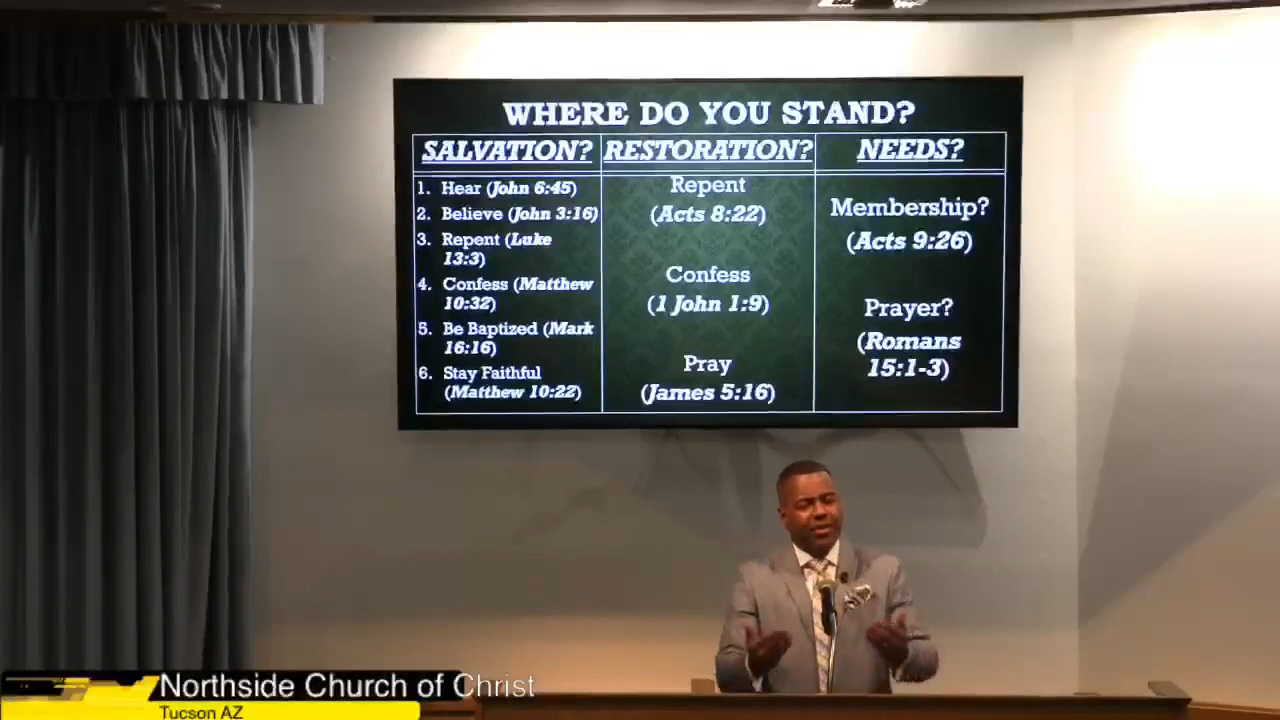 WHERE DO YOU STAND?
SALVATION?
1. Hear (John 6:45)
2. Believe (John 3:16)
3. Repent (Luke
13:3)
4. Confess (Matthew
10:32)
5. Be Baptized (Mark
16:16)
6. Stay Faithful
(Matthew 10:22)
RESTORATION?
Repent
(Acts 8:22)
Confess
(1 John 1:9)
Pray
(James 5:16)
NEEDS?
Membership?
(Acts 9:26)
Prayer?
(Romans
15:1-3)
Northside Church of Christ
Tucson AZ